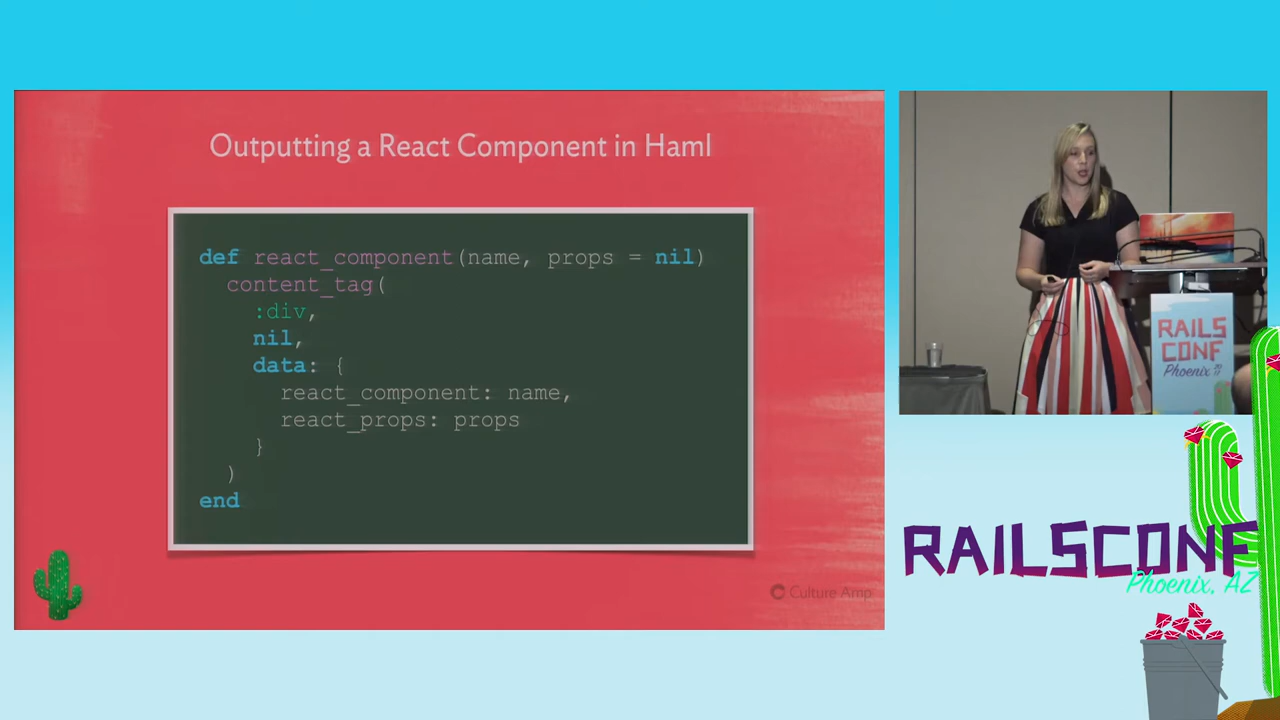 Outputting a React Component in Haml
def react_component(name, props = nil)
content_tag(
:div,
nil,
data: {
react_component: name,
react_props: props
}
)
end
Culture Amp
RAILS
CONF
Phoenix
RAILSCONF
Phoenix, AZ